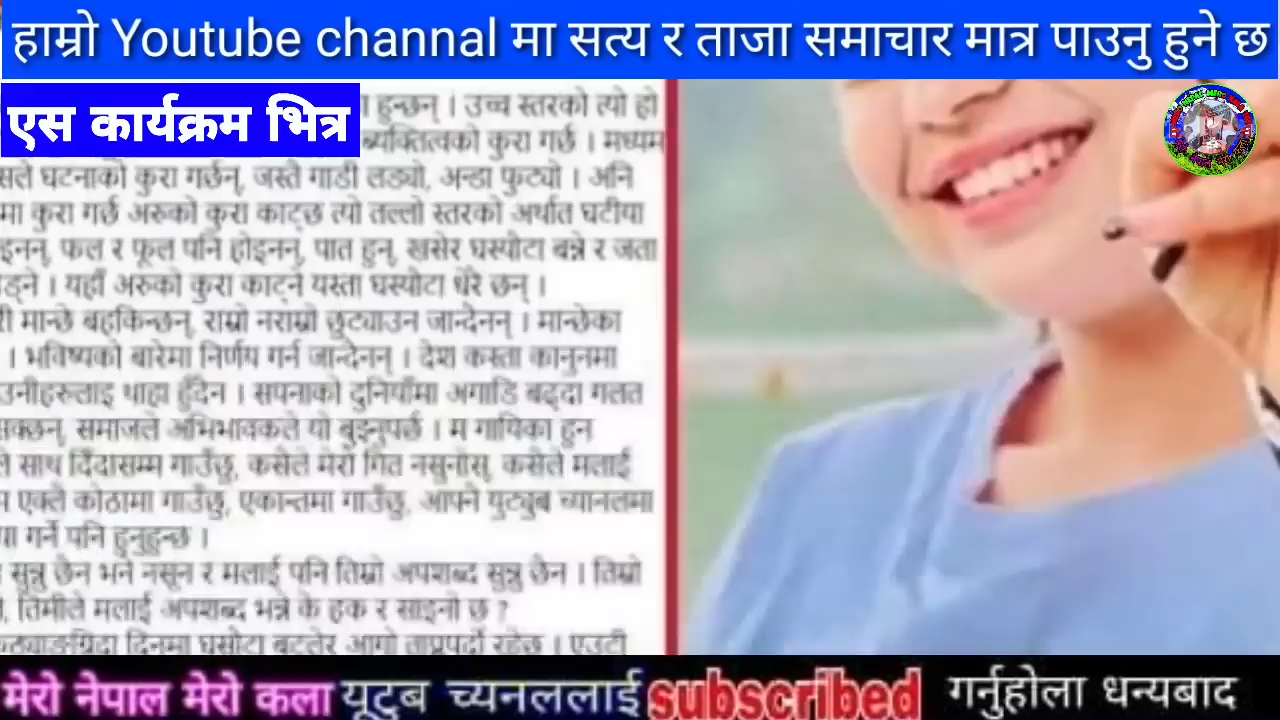 हाम्रो Youtube channal मा सत्य र ताजा समाचार मात्र पाउनु हुने छ
एस कार्यक्रम भित्र
हुन्छन् । उच्च स्तरको त्यो हो
ब्यक्तित्वको कुरा गर्छ । मध्यम
सले घटनाको कुरा गर्छन्, जस्तै गाडी लड्यो, अन्डा फुट्यो । अनि
मा कुरा गर्छ अरुको कुरा काट्छ त्यो तल्लो स्तरको अर्थात घटीया
इनन्, फल र फूल पनि होइनन्, पात हुन्, खसेर घस्योटा बन्ने र जता
ड्ने । यहाँ अरुको कुरा काट्ने यस्ता घस्योटा धेरै छन् ।
री मान्छे बहकिन्छन्, राम्रो नराम्रो छुट्याउन जान्दैनन् । मान्छेका
। भविष्यको बारेमा निर्णय गर्न जान्दैनन् । देश कस्ता कानुनमा
उनीहरुलाइ थाहा हुँदैन । सपनाको दुनियाँमा अगाडि बढ्दा गलत
सक्छन्, समाजले अभिभावकले यो बुझ्नुपर्छ । म गायिका हुन
ले साथ दिँदासम्म गाउँछु, कसैले मेरो गित नसुनोस्, कसैले मलाई
म एक्लै कोठामा गाउँछु, एकान्तमा गाउँछु, आफ्नै युट्युब च्यानलमा
या गर्ने पनि हुनुहुन्छ ।
सुन्नु छैन भने नसून र मलाई पनि तिम्रो अपशब्द सुन्नु छैन । तिम्रो
तिमीले मलाई अपशब्द भन्ने के हक र साइनो छ ?
दिनमा घस्रोटा बटुलेर आगो ताप्नुपर्दो रहेछ । एउटी
मेरो नेपाल मेरो कला यूटुब च्यनललाई subscribed गर्नुहोला धन्यबाद